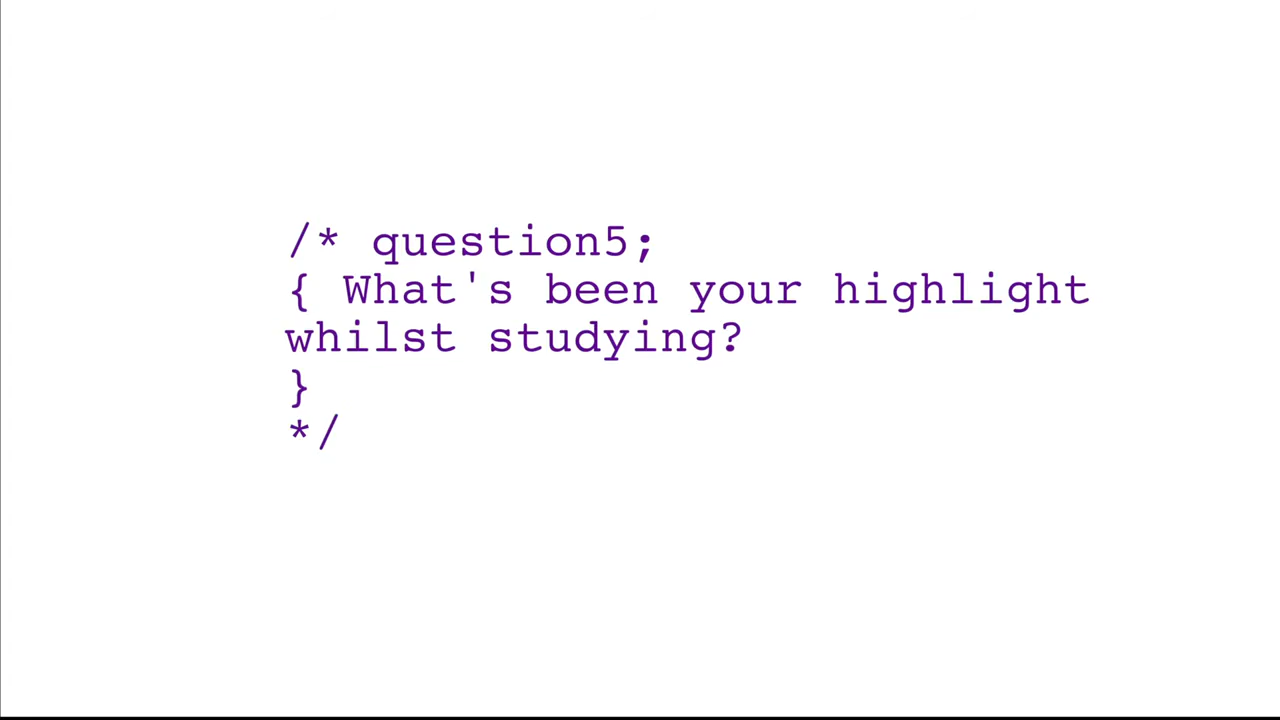 /* question5;
{ What's been your highlight
whilst studying?
}
*/